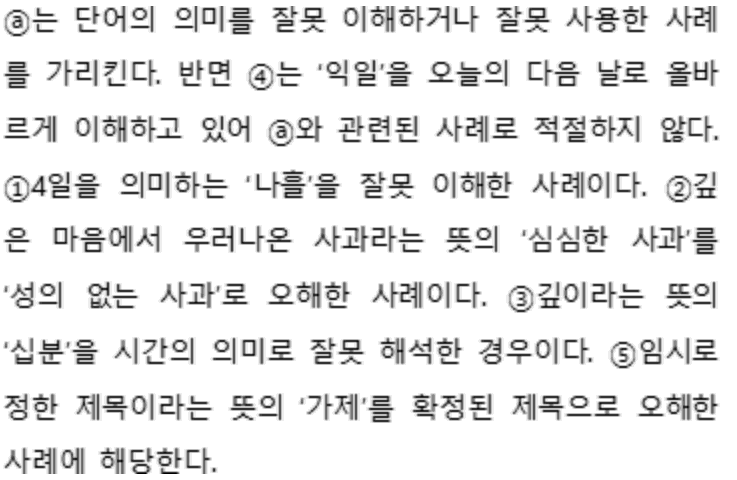 ⓐ는 단어의 의미를 잘못 이해하거나 잘못 사용한 사례
를 가리킨다. 반면 ④는 ‘익일’을 오늘의 다음 날로 올바
르게 이해하고 있어 ⓐ와 관련된 사례로 적절하지 않다.
①4일을 의미하는 ‘나흘’을 잘못 이해한 사례이다. ②깊
은 마음에서 우러나온 사과라는 뜻의 ‘심심한 사과’를
‘성의 없는 사과’로 오해한 사례이다. ③깊이라는 뜻의
‘십분’을 시간의 의미로 잘못 해석한 경우이다. ⑤임시로
정한 제목이라는 뜻의 ‘가제’를 확정된 제목으로 오해한
사례에 해당한다.